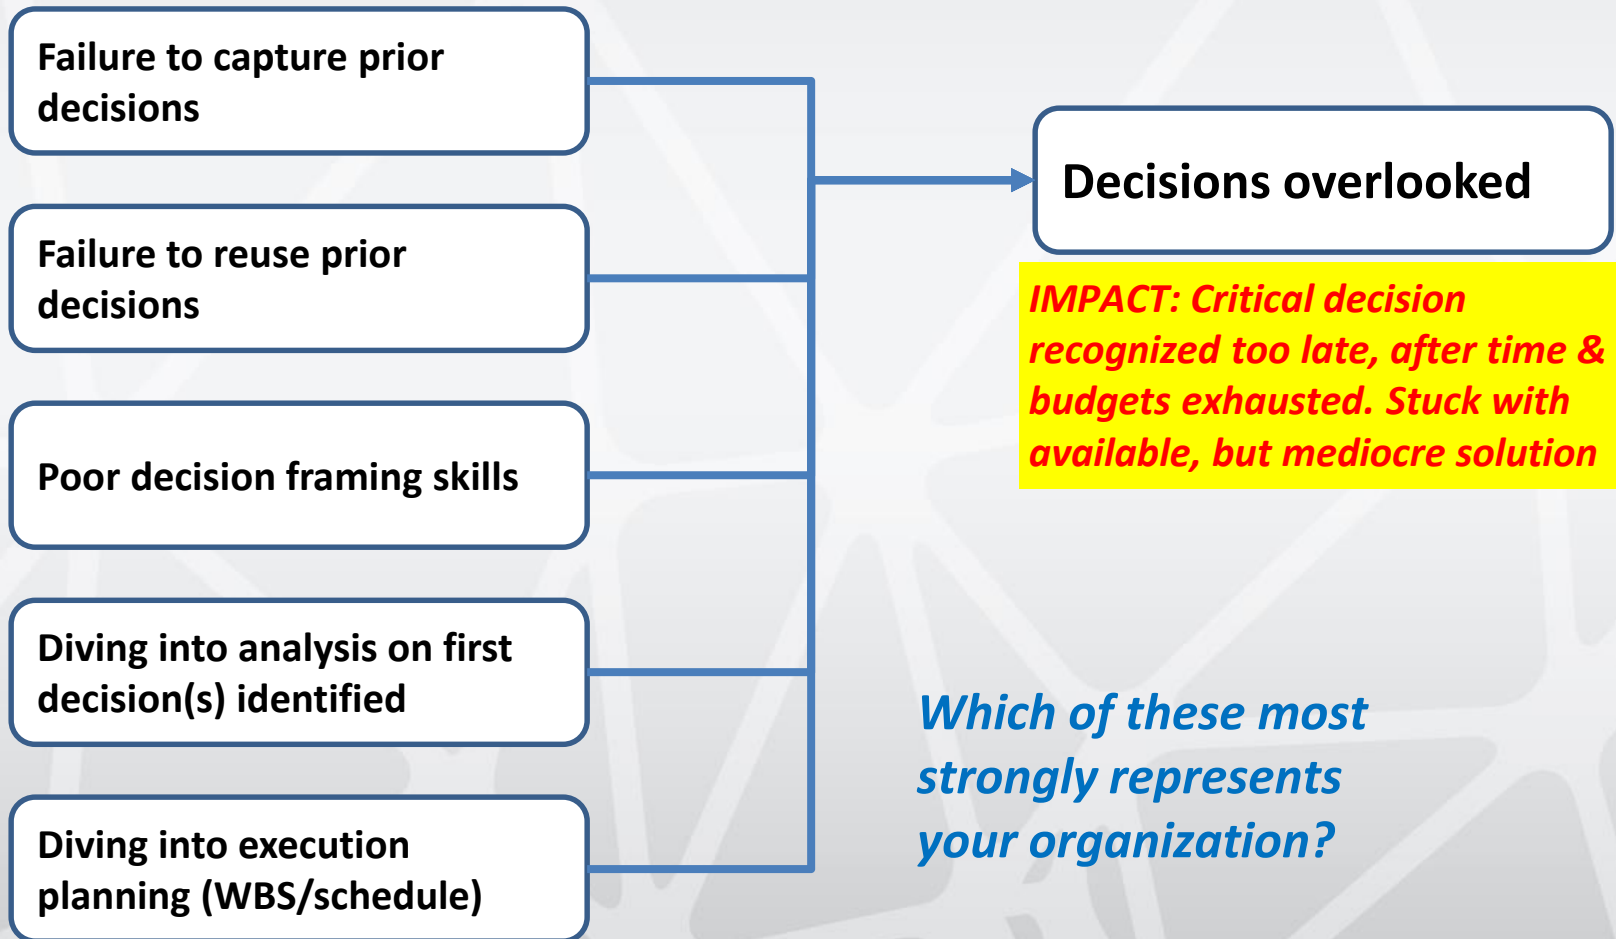 Failure to capture prior
decisions
Failure to reuse prior
decisions
Poor decision framing skills
Diving into analysis on first
decision(s) identified
Diving into execution
planning (WBS/schedule)
Decisions overlooked
IMPACT: Critical decision
recognized too late, after time &
budgets exhausted. Stuck with
available, but mediocre solution
Which of these most
strongly represents
your organization?